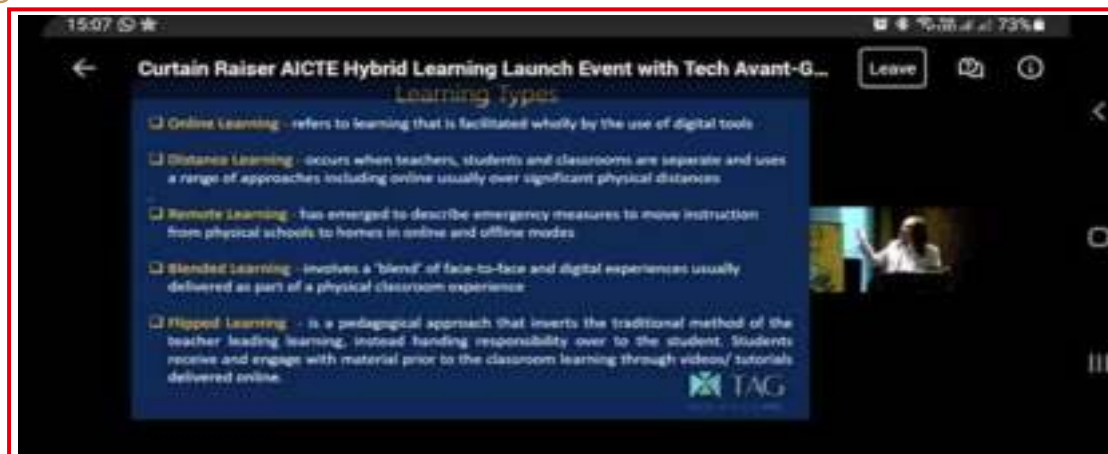 15:07
73%
Curtain Raiser AICTE Hybrid Learning Launch Event with Tech Avant-G...
Leave
Learning Types
Online Learning - refers to learning that is facilitated wholly by the use of digital tools
Distance Learning - occurs when teachers, students and classrooms are separate and uses
a range of approaches including online usually over significant physical distances
Remote Learning - has emerged to describe emergency measures to move instruction
from physical schools to homes in online and offline modes
Blended Learning - involves a 'blend' of face-to-face and digital experiences usually
delivered as part of a physical classroom experience
Flipped Learning - is a pedagogical approach that inverts the traditional method of the
teacher leading learning, instead handing responsibility over to the student. Students
receive and engage with material prior to the classroom learning through videos/ tutorials
delivered online.
TAG